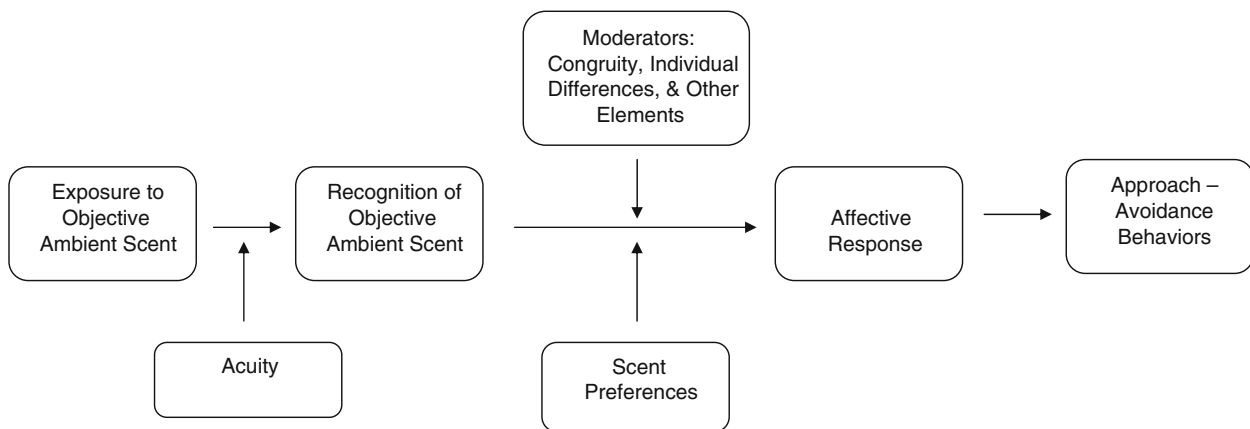 Moderators:
Congruity, Individual
Differences, & Other
Elements
Exposure to
Objective
Ambient Scent
Recognition of
Objective
Ambient Scent
Affective
Response
Approach –
Avoidance
Behaviors
Acuity
Scent
Preferences